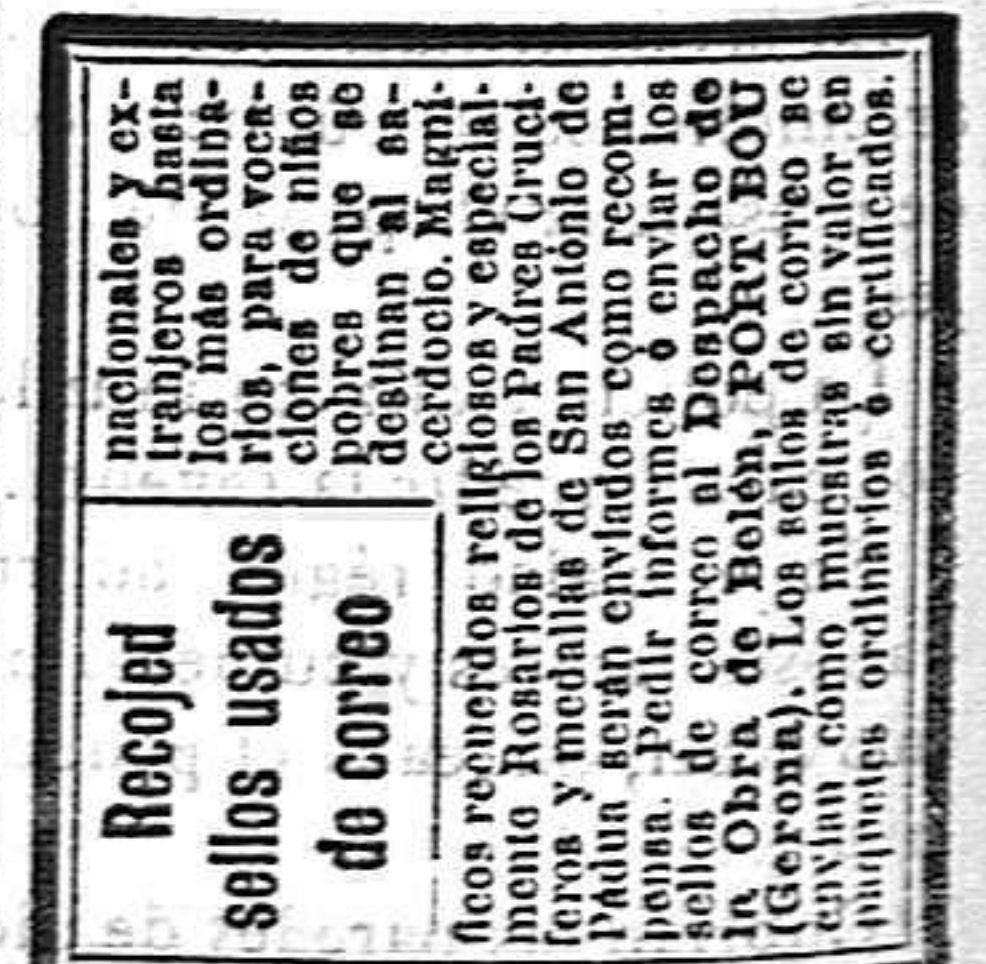 Recojed
sellos usados
de correo
nacionales y ex-
tranjeros hasta
los más ordina-
rios, para voca-
ciones de niños
pobres que se
destinan al sa-
cerdocio. Magní-
ficos recuerdos religiosos y especial-
mente Rosarios de los Padres Cruci-
feros y medallas de San António de
Pádua serán enviados como recom-
pensa. Pedir informes ó enviar los
sellos de correo al Despacho de
la Obra de Belén, PORT BOU
(Gerona). Los sellos de correo se
envían como muestras sin valor en
paquetes ordinarios ó certificados.